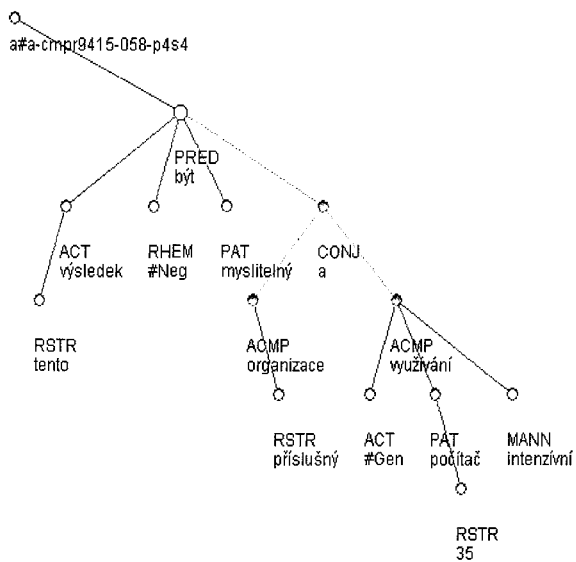 a#a-cmpr9415-058-p4s4
PRED
být
ACT
výsledek
RHEM
#Neg
PAT
myslitelný
CONJ
a
RSTR
tento
ACMP
organizace
ACMP
využívání
RSTR
příslušný
ACT
#Gen
PAT
počítač
MANN
intenzívní
RSTR
35